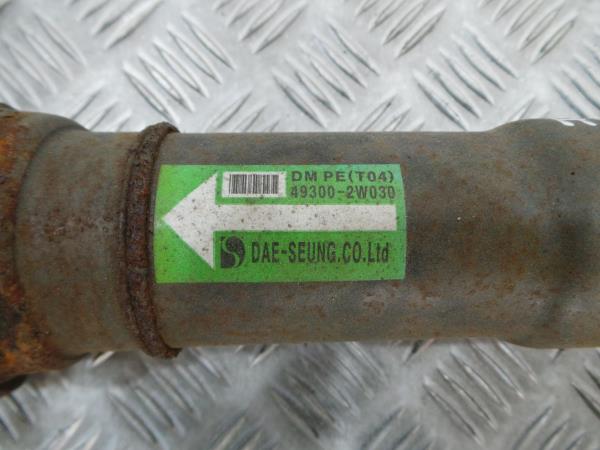 DM PE(T04)
49300-2W030
DAE-SEUNG.CO.Ltd